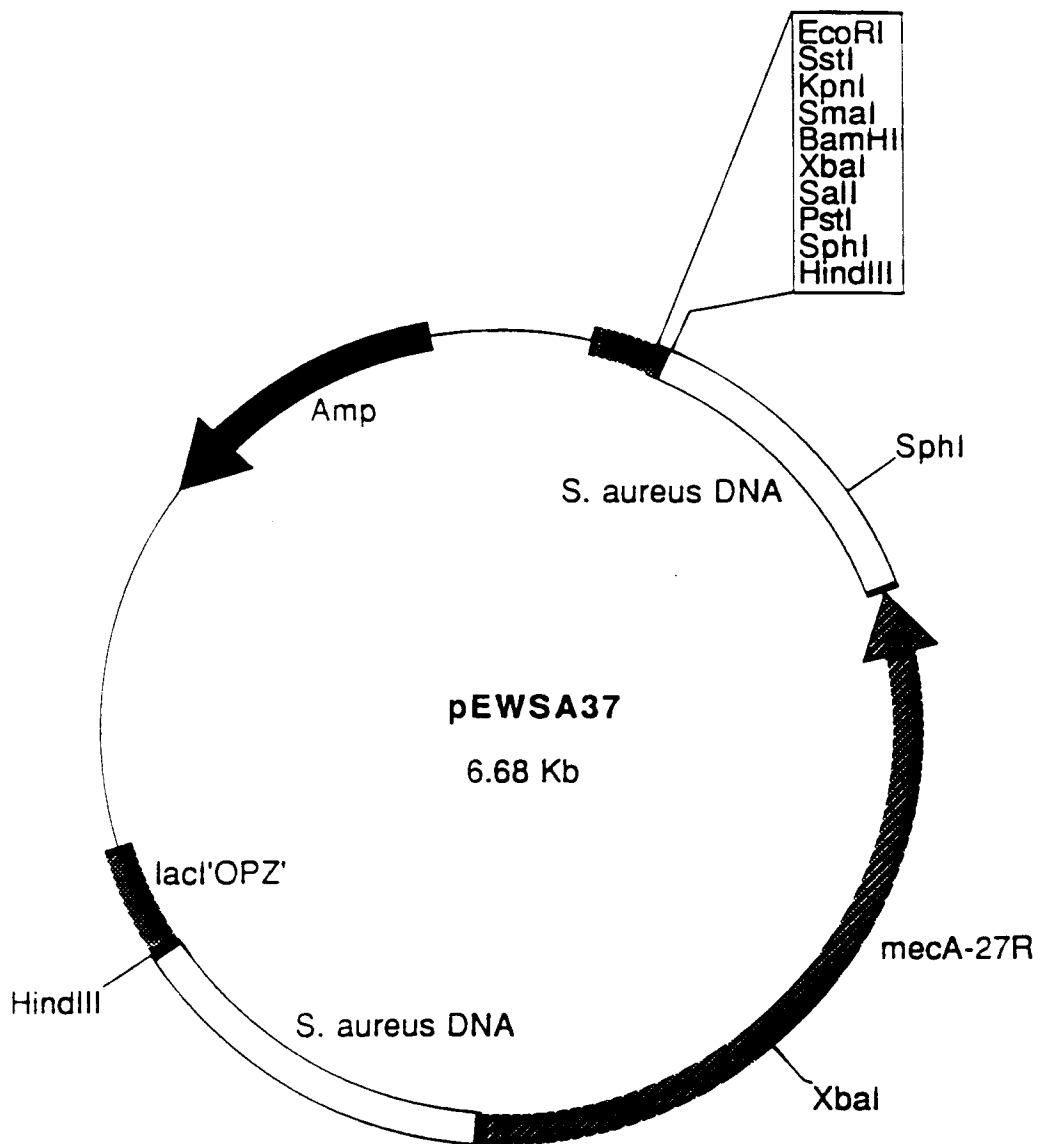 EcoRI
SstI
KpnI
SmaI
BamHI
XbaI
SalI
PstI
SphI
HindIII
Amp
SphI
S. aureus DNA
pEWSA37
6.68 Kb
lacI'OPZ'
mecA-27R
HindIII
S. aureus DNA
XbaI